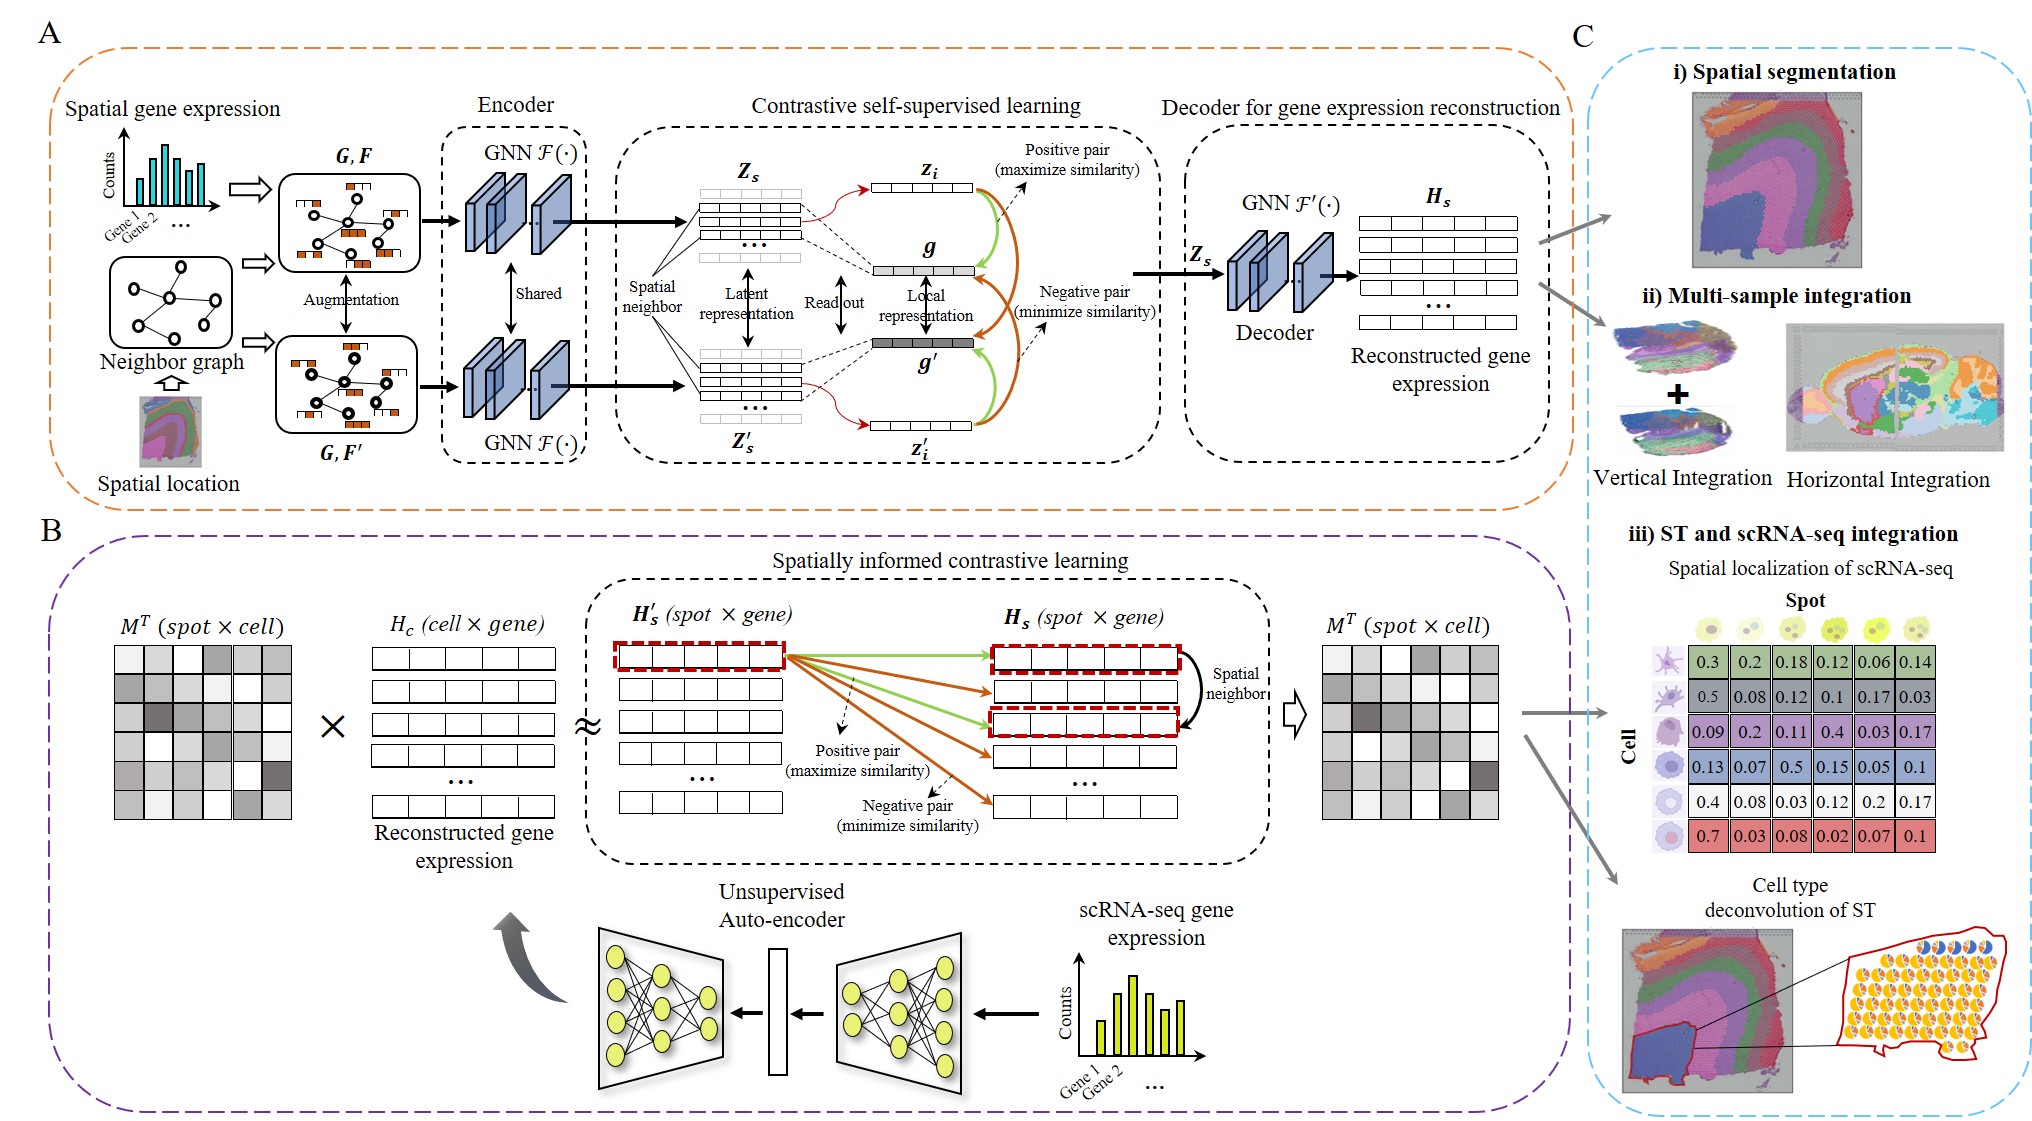 A
Spatial gene expression
Counts
Gene 1
Gene 2
...
Neighbor graph
Spatial location
G, F
Augmentation
G, F′
Encoder
GNN ℱ(·)
...
Shared
...
GNN ℱ(·)
Contrastive self-supervised learning
Z_s
...
Spatial
neighbor
Latent
representation
Read out
Local
representation
...
Z′_s
z_i
g
g′
z′_i
Positive pair
(maximize similarity)
Negative pair
(minimize similarity)
Decoder for gene expression reconstruction
Z_s
GNN ℱ′(·)
...
Decoder
H_s
...
Reconstructed gene
expression
B
M^T (spot × cell)
×
H_c (cell × gene)
...
Reconstructed gene
expression
≈
Spatially informed contrastive learning
H′_s (spot × gene)
...
Positive pair
(maximize similarity)
Negative pair
(minimize similarity)
H_s (spot × gene)
...
Spatial
neighbor
M^T (spot × cell)
Unsupervised
Auto-encoder
scRNA-seq gene
expression
Counts
Gene 1
Gene 2
...
C
i) Spatial segmentation
ii) Multi-sample integration
+
Vertical Integration
Horizontal Integration
iii) ST and scRNA-seq integration
Spatial localization of scRNA-seq
Spot
Cell
0.3 0.2 0.18 0.12 0.06 0.14
0.5 0.08 0.12 0.1 0.17 0.03
0.09 0.2 0.11 0.4 0.03 0.17
0.13 0.07 0.5 0.15 0.05 0.1
0.4 0.08 0.03 0.12 0.2 0.17
0.7 0.03 0.08 0.02 0.07 0.1
Cell type
deconvolution of ST